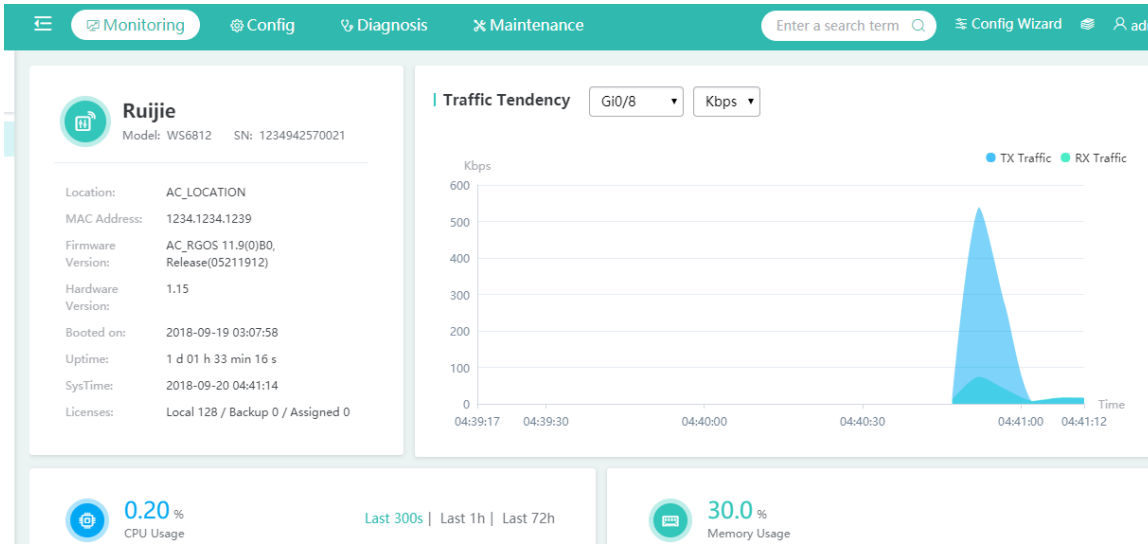 Monitoring Config Diagnosis Maintenance Enter a search term Config Wizard
Ruijie
Model: WS6812 SN: 1234942570021
Location: AC_LOCATION
MAC Address: 1234.1234.1239
Firmware Version: AC_RGOS 11.9(0)B0, Release(05211912)
Hardware Version: 1.15
Booted on: 2018-09-19 03:07:58
Uptime: 1 d 01 h 33 min 16 s
SysTime: 2018-09-20 04:41:14
Licenses: Local 128 / Backup 0 / Assigned 0
Traffic Tendency Gi0/8 Kbps
TX Traffic RX Traffic
Kbps
600
500
400
300
200
100
0
Time
04:39:17 04:39:30 04:40:00 04:40:30 04:41:00 04:41:12
0.20 %
CPU Usage
Last 300s | Last 1h | Last 72h
30.0 %
Memory Usage